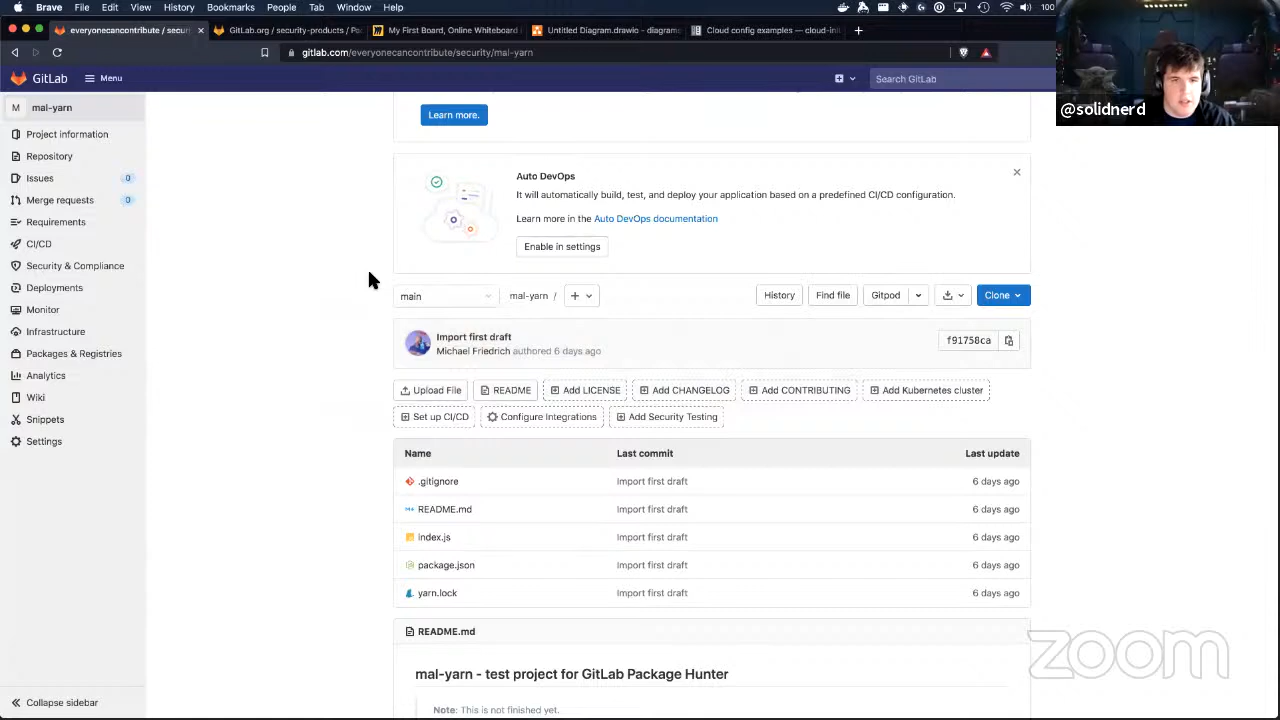 Brave File Edit View History Bookmarks People Tab Window Help 100
everyonecancontribute / secur × GitLab.org / security-products / Pac My First Board, Online Whiteboard Untitled Diagram.drawio - diagrams Cloud config examples — cloud-init +
gitlab.com/everyonecancontribute/security/mal-yarn
GitLab Menu Search GitLab
@solidnerd
M mal-yarn
Project information
Repository
Issues 0
Merge requests 0
Requirements
CI/CD
Security & Compliance
Deployments
Monitor
Infrastructure
Packages & Registries
Analytics
Wiki
Snippets
Settings
Collapse sidebar
Learn more.
Auto DevOps
It will automatically build, test, and deploy your application based on a predefined CI/CD configuration.
Learn more in the Auto DevOps documentation
Enable in settings
main mal-yarn / + History Find file Gitpod Clone
Import first draft
Michael Friedrich authored 6 days ago
f91758ca
Upload File README Add LICENSE Add CHANGELOG Add CONTRIBUTING Add Kubernetes cluster
Set up CI/CD Configure Integrations Add Security Testing
Name Last commit Last update
.gitignore Import first draft 6 days ago
README.md Import first draft 6 days ago
index.js Import first draft 6 days ago
package.json Import first draft 6 days ago
yarn.lock Import first draft 6 days ago
README.md
mal-yarn - test project for GitLab Package Hunter
Note: This is not finished yet.
zoom